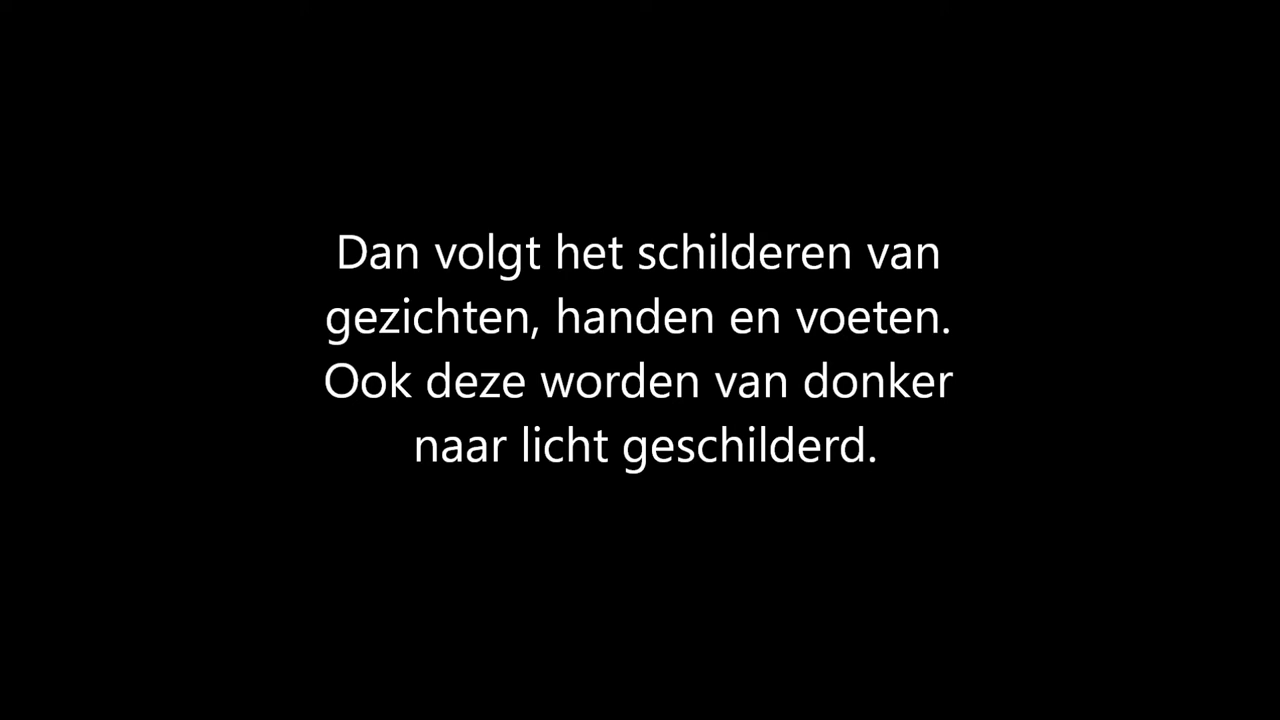 Dan volgt het schilderen van
gezichten, handen en voeten.
Ook deze worden van donker
naar licht geschilderd.